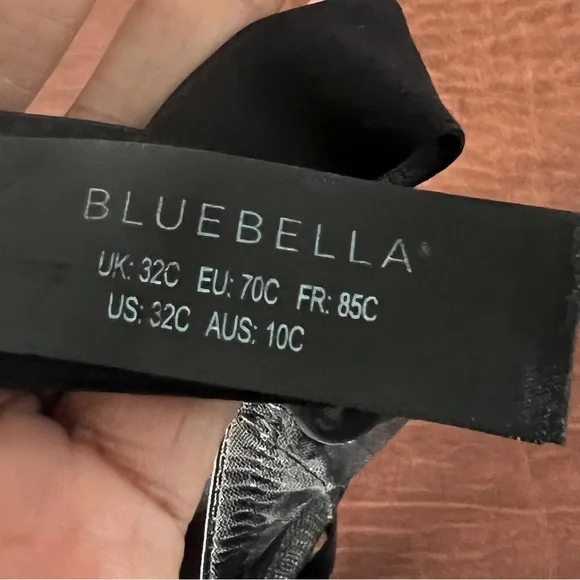 BLUEBELLA®
UK: 32C EU: 70C FR: 85C
US: 32C AUS: 10C